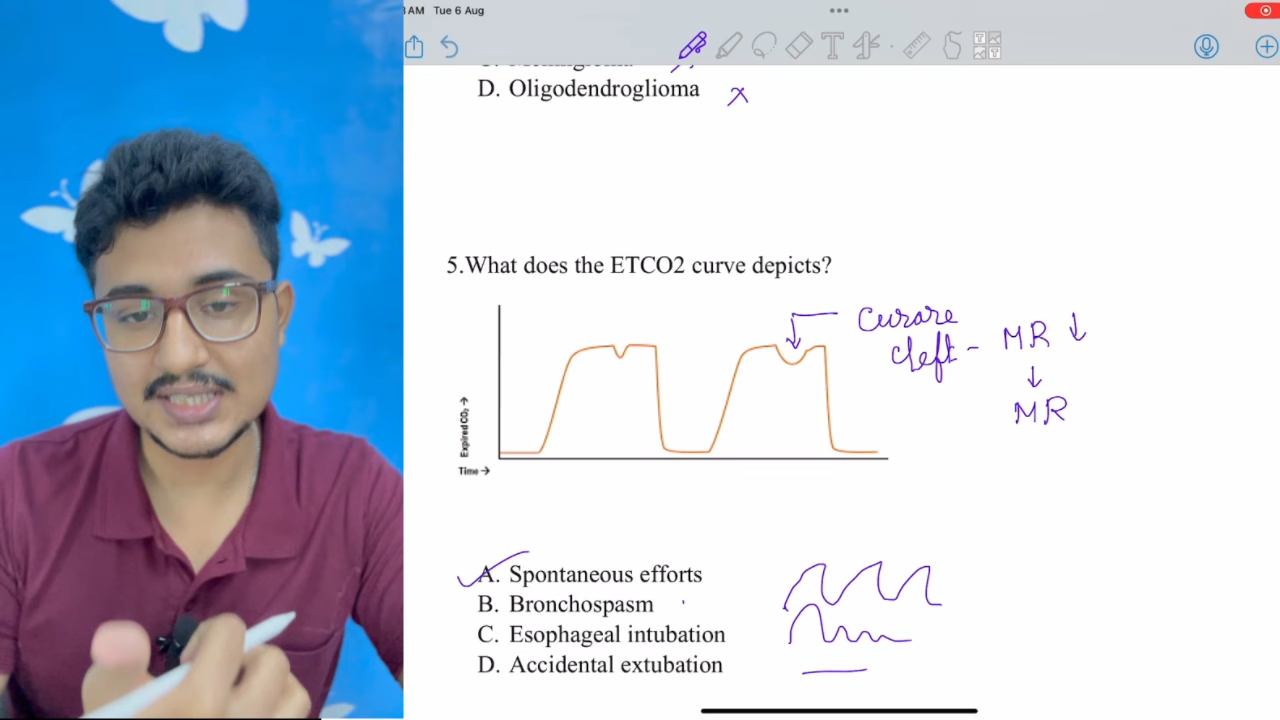 AM Tue 6 Aug
D. Oligodendroglioma
5.What does the ETCO2 curve depicts?
Curare
cleft - MR ↓
↓
MR
Expired CO₂ →
Time →
A. Spontaneous efforts
B. Bronchospasm
C. Esophageal intubation
D. Accidental extubation